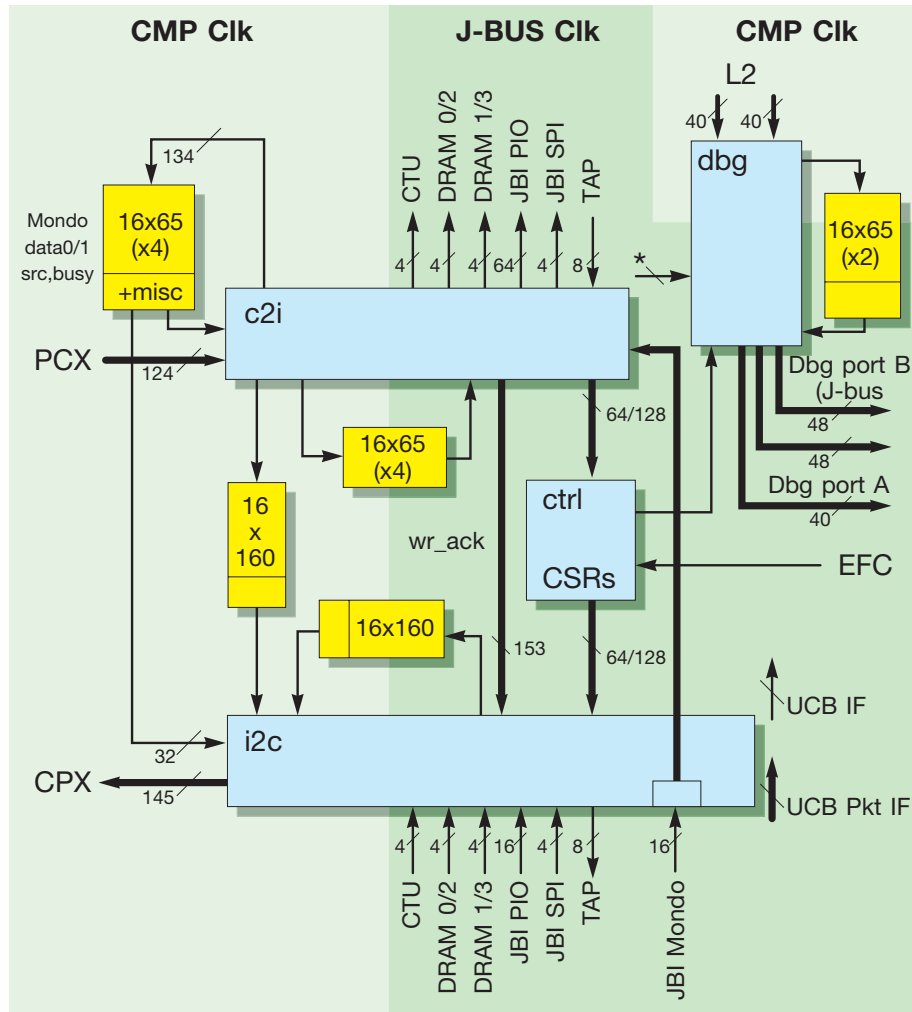 CMP Clk
J-BUS Clk
CMP Clk
L2
40
40
134
CTU
DRAM 0/2
DRAM 1/3
JBI PIO
JBI SPI
TAP
dbg
Mondo
data0/1
src,busy
16x65
(x4)
+misc
16x65
(x2)
4
4
4
64
4
8
*
c2i
PCX
124
Dbg port B
(J-bus
48
48
Dbg port A
40
64/128
16x65
(x4)
16
x
160
wr_ack
ctrl
CSRs
EFC
16x160
153
64/128
UCB IF
i2c
32
CPX
145
UCB Pkt IF
4
4
4
16
4
8
16
CTU
DRAM 0/2
DRAM 1/3
JBI PIO
JBI SPI
TAP
JBI Mondo